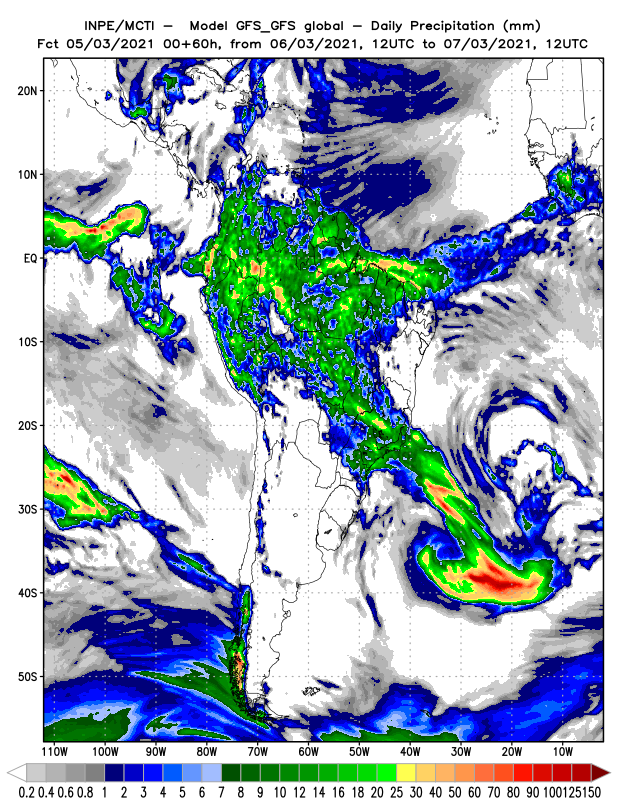 INPE/MCTI – Model GFS_GFS global – Daily Precipitation (mm)
Fct 05/03/2021 00+60h, from 06/03/2021, 12UTC to 07/03/2021, 12UTC
20N
10N
EQ
10S
20S
30S
40S
50S
110W 100W 90W 80W 70W 60W 50W 40W 30W 20W 10W
0.2 0.4 0.6 0.8 1 2 3 4 5 6 7 8 9 10 12 14 16 18 20 25 30 40 50 60 70 80 90 100 125 150